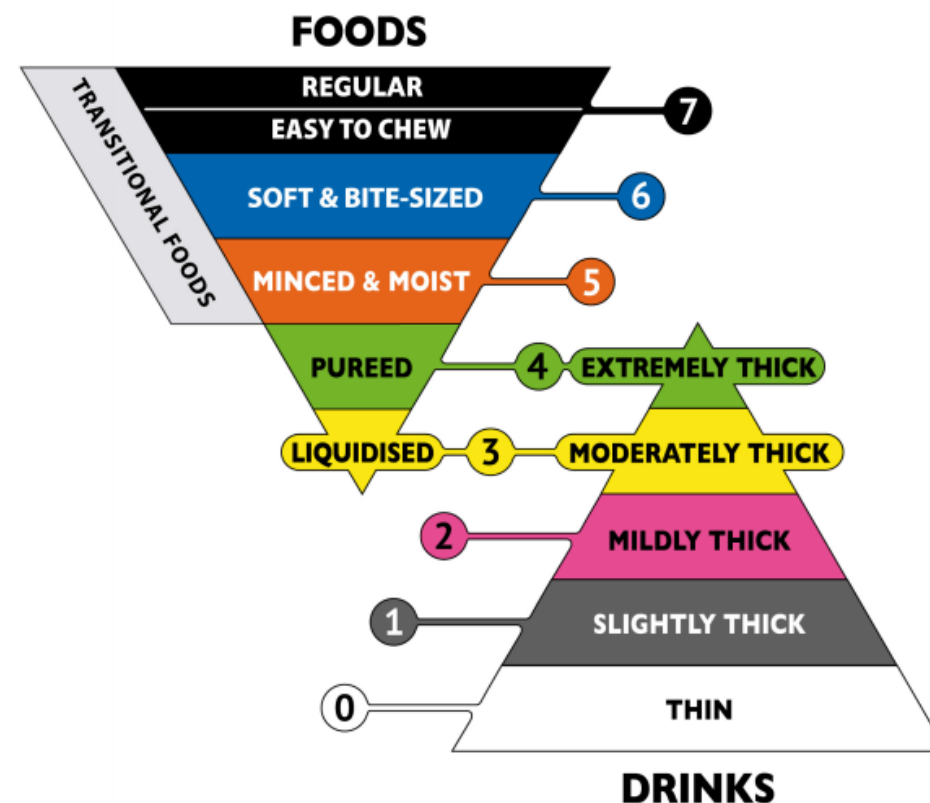 FOODS
TRANSITIONAL FOODS
REGULAR
EASY TO CHEW
7
SOFT & BITE-SIZED
6
MINCED & MOIST
5
PUREED
4
EXTREMELY THICK
LIQUIDISED
3
MODERATELY THICK
2
MILDLY THICK
1
SLIGHTLY THICK
0
THIN
DRINKS